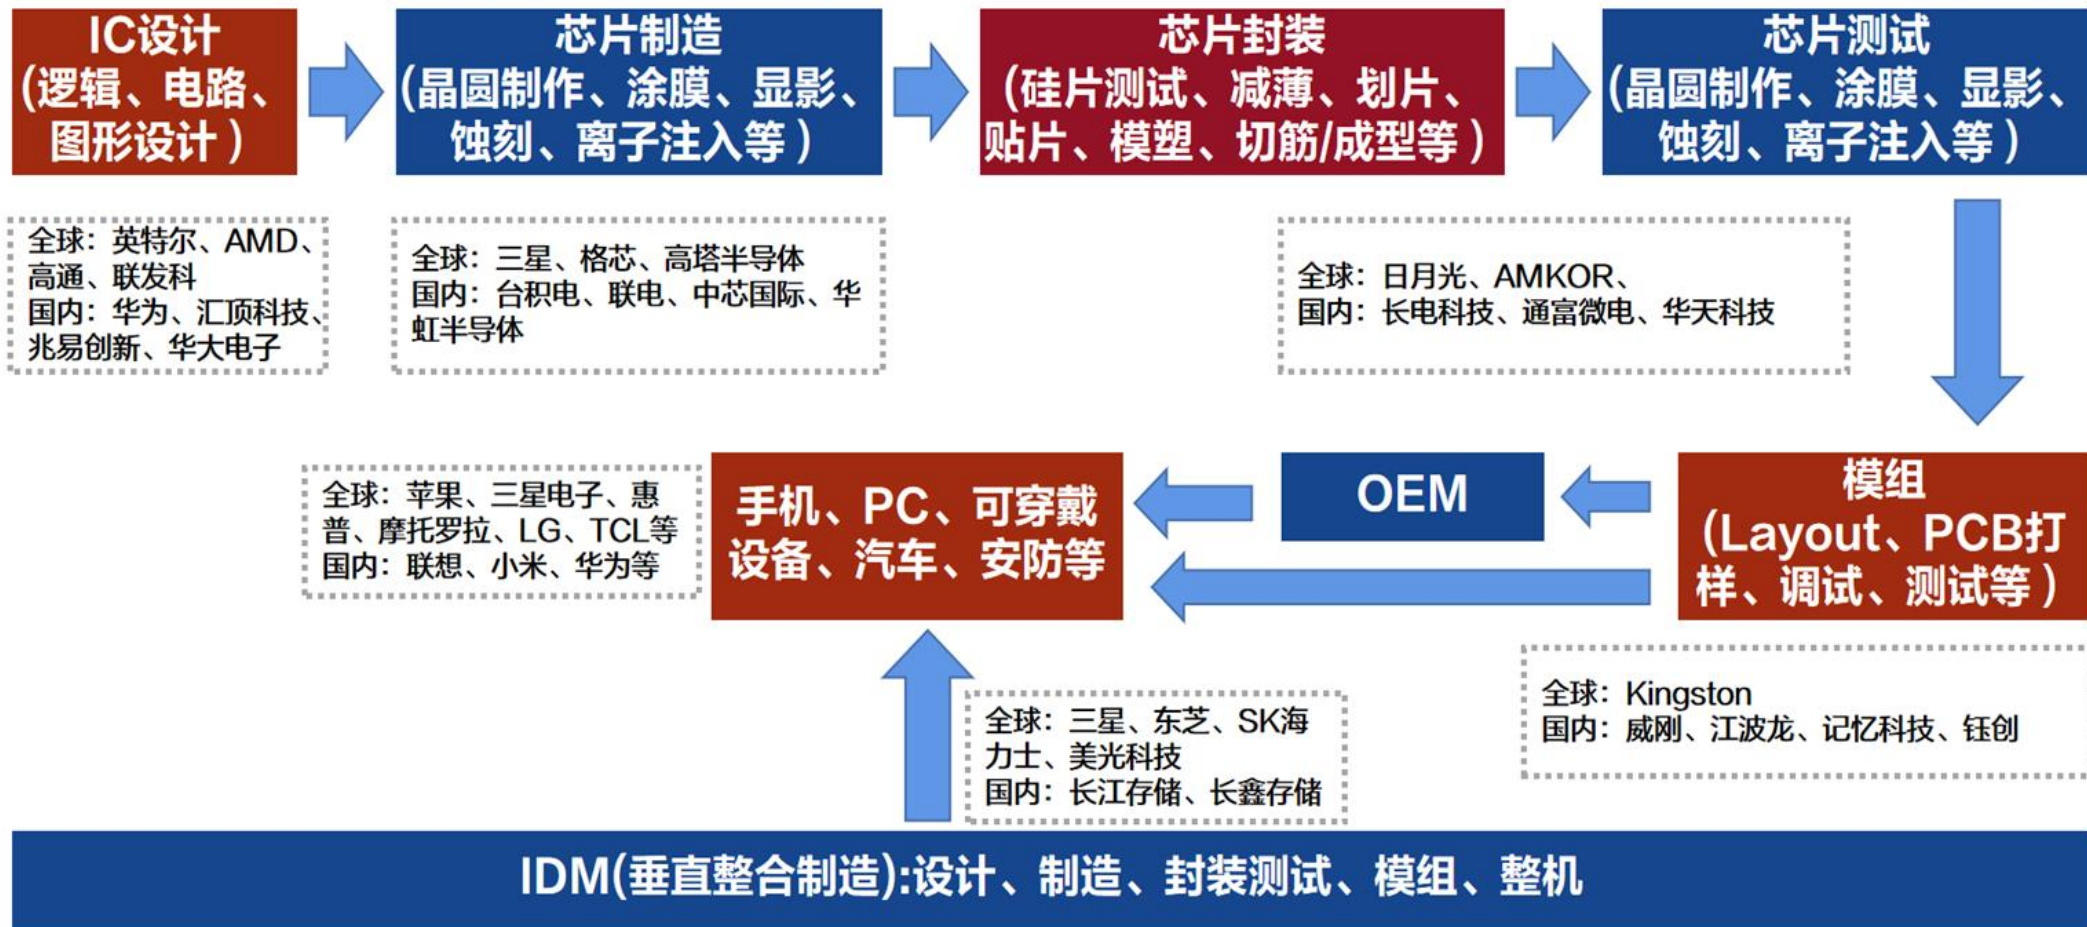 IC设计
(逻辑、电路、
图形设计)
芯片制造
(晶圆制作、涂膜、显影、
蚀刻、离子注入等)
芯片封装
(硅片测试、减薄、划片、
贴片、模塑、切筋/成型等)
芯片测试
(晶圆制作、涂膜、显影、
蚀刻、离子注入等)
全球：英特尔、AMD、
高通、联发科
国内：华为、汇顶科技、
兆易创新、华大电子
全球：三星、格芯、高塔半导体
国内：台积电、联电、中芯国际、华
虹半导体
全球：日月光、AMKOR、
国内：长电科技、通富微电、华天科技
全球：苹果、三星电子、惠
普、摩托罗拉、LG、TCL等
国内：联想、小米、华为等
手机、PC、可穿戴
设备、汽车、安防等
OEM
模组
(Layout、PCB打
样、调试、测试等)
全球：三星、东芝、SK海
力士、美光科技
国内：长江存储、长鑫存储
全球：Kingston
国内：威刚、江波龙、记忆科技、钰创
IDM(垂直整合制造):设计、制造、封装测试、模组、整机